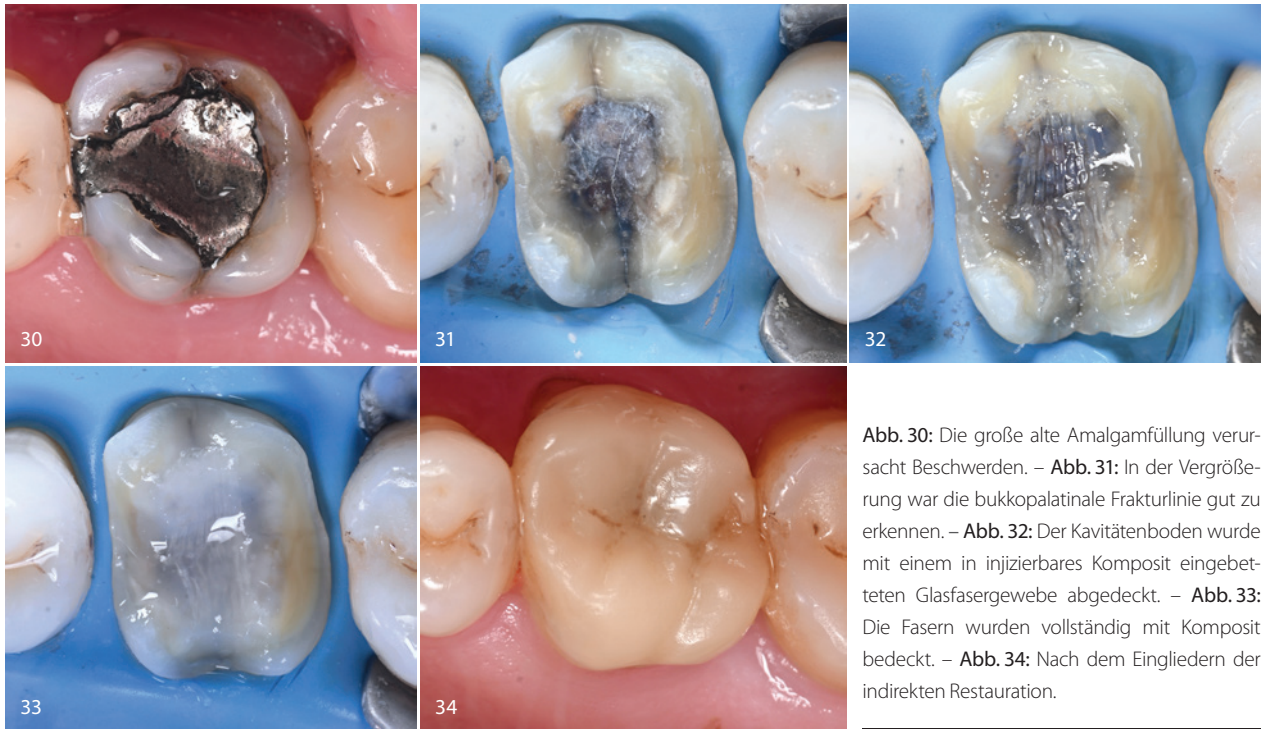 30
31
32
33
34
Abb. 30: Die große alte Amalgamfüllung verur-
sacht Beschwerden. – Abb. 31: In der Vergröße-
rung war die bukkopalatinale Frakturlinie gut zu
erkennen. – Abb. 32: Der Kavitätenboden wurde
mit einem in injizierbares Komposit eingebet-
teten Glasfasergewebe abgedeckt. – Abb. 33:
Die Fasern wurden vollständig mit Komposit
bedeckt. – Abb. 34: Nach dem Eingliedern der
indirekten Restauration.